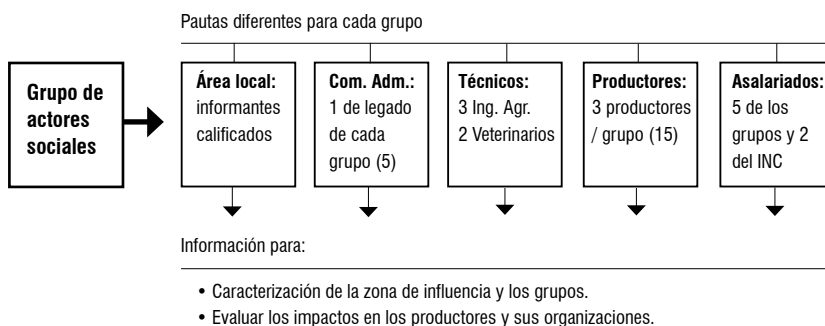 Pautas diferentes para cada grupo
Grupo de
actores
sociales
Área local:
informantes
calificados
Com. Adm.:
1 de legado
de cada
grupo (5)
Técnicos:
3 Ing. Agr.
2 Veterinarios
Productores:
3 productores
/ grupo (15)
Asalariados:
5 de los
grupos y 2
del INC
Información para:
• Caracterización de la zona de influencia y los grupos.
• Evaluar los impactos en los productores y sus organizaciones.